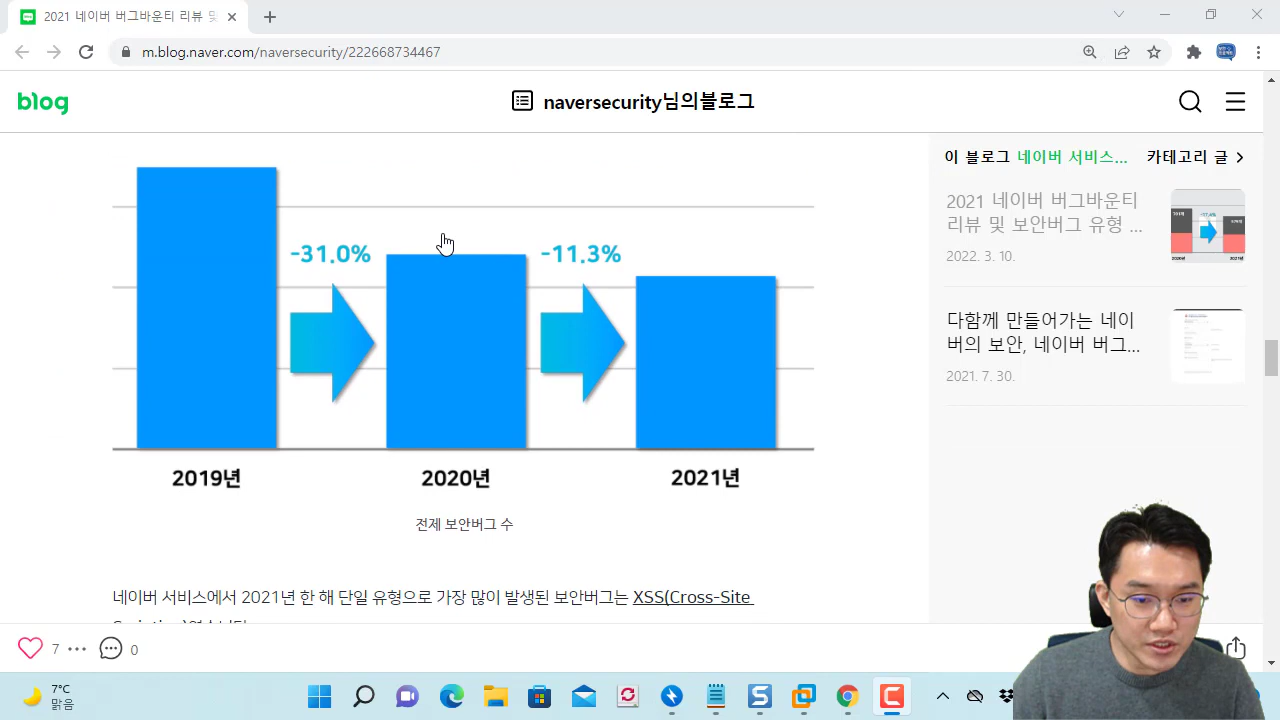 2021 네이버 버그바운티 리뷰 및
m.blog.naver.com/naversecurity/222668734467
blog
naversecurity님의블로그
이 블로그 네이버 서비스... 카테고리 글
2021 네이버 버그바운티
리뷰 및 보안버그 유형 ...
2022. 3. 10.
다함께 만들어가는 네이
버의 보안, 네이버 버그...
2021. 7. 30.
-31.0%
-11.3%
2019년
2020년
2021년
전제 보안버그 수
네이버 서비스에서 2021년 한 해 단일 유형으로 가장 많이 발생된 보안버그는 XSS(Cross-Site
7
0
7°C
맑음